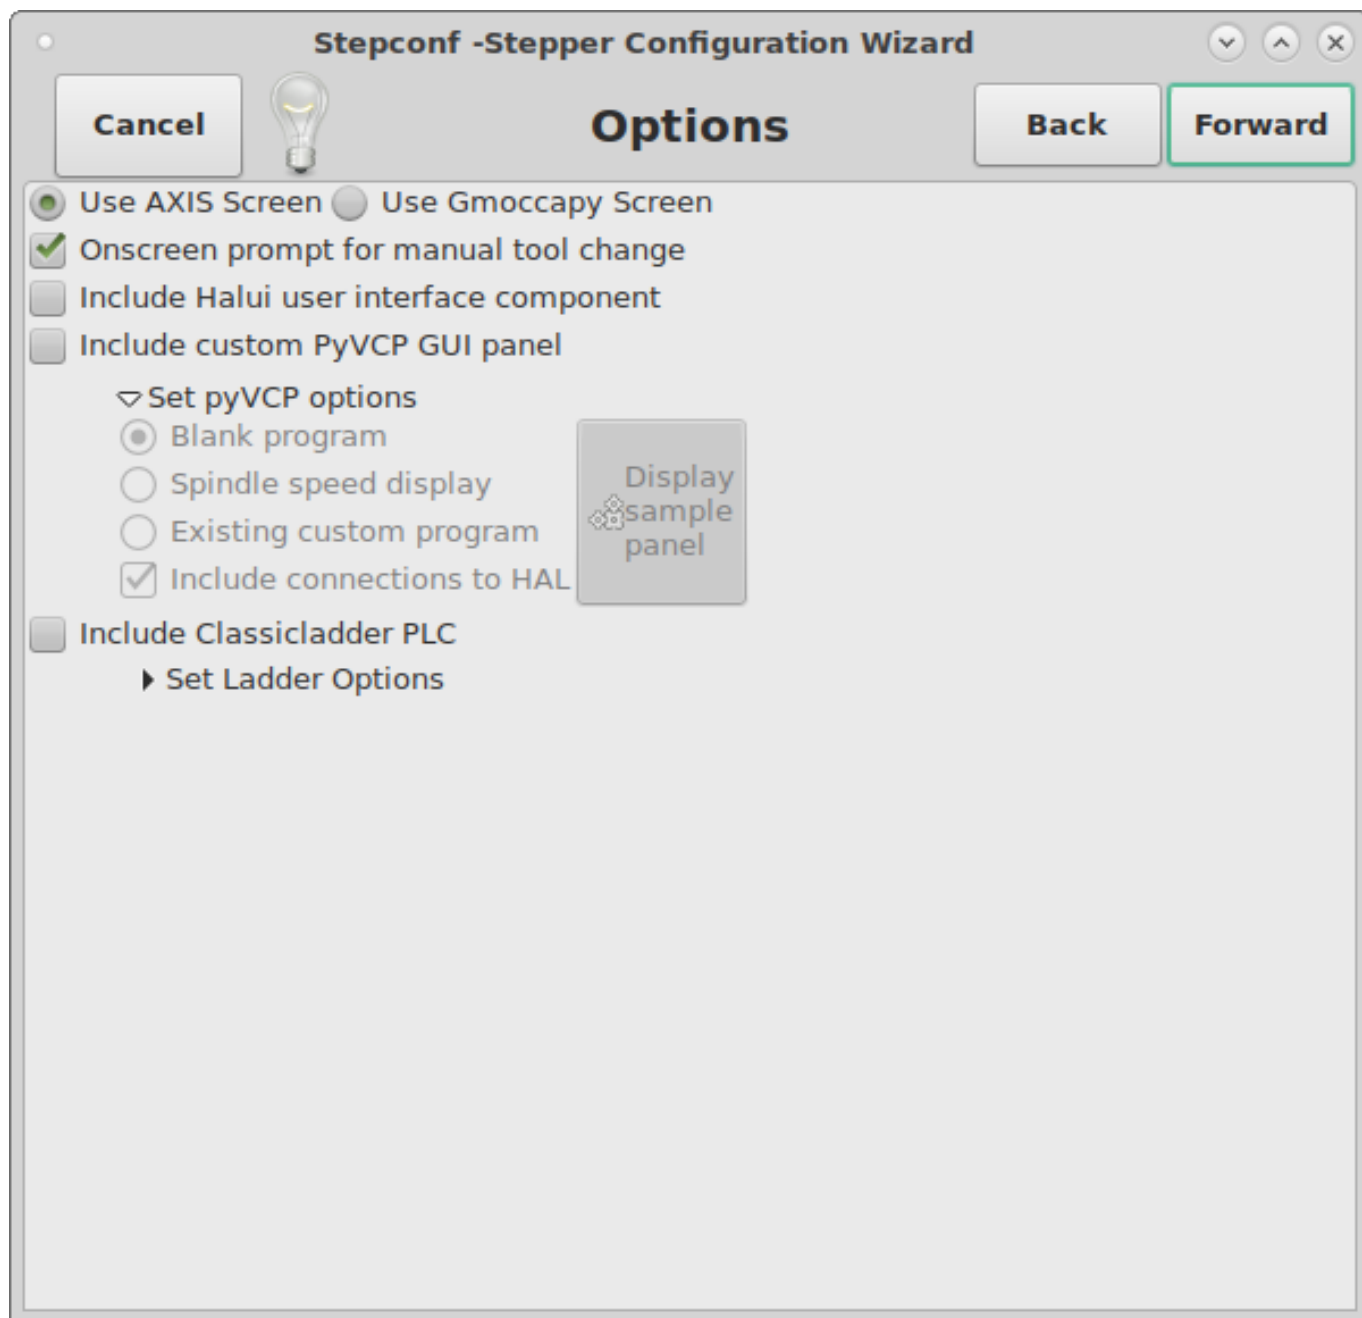 Stepconf -Stepper Configuration Wizard
Cancel
Options
Back
Forward
Use AXIS Screen
Use Gmoccapy Screen
Onscreen prompt for manual tool change
Include Halui user interface component
Include custom PyVCP GUI panel
Set pyVCP options
Blank program
Spindle speed display
Existing custom program
Include connections to HAL
Display
sample
panel
Include Classicladder PLC
Set Ladder Options